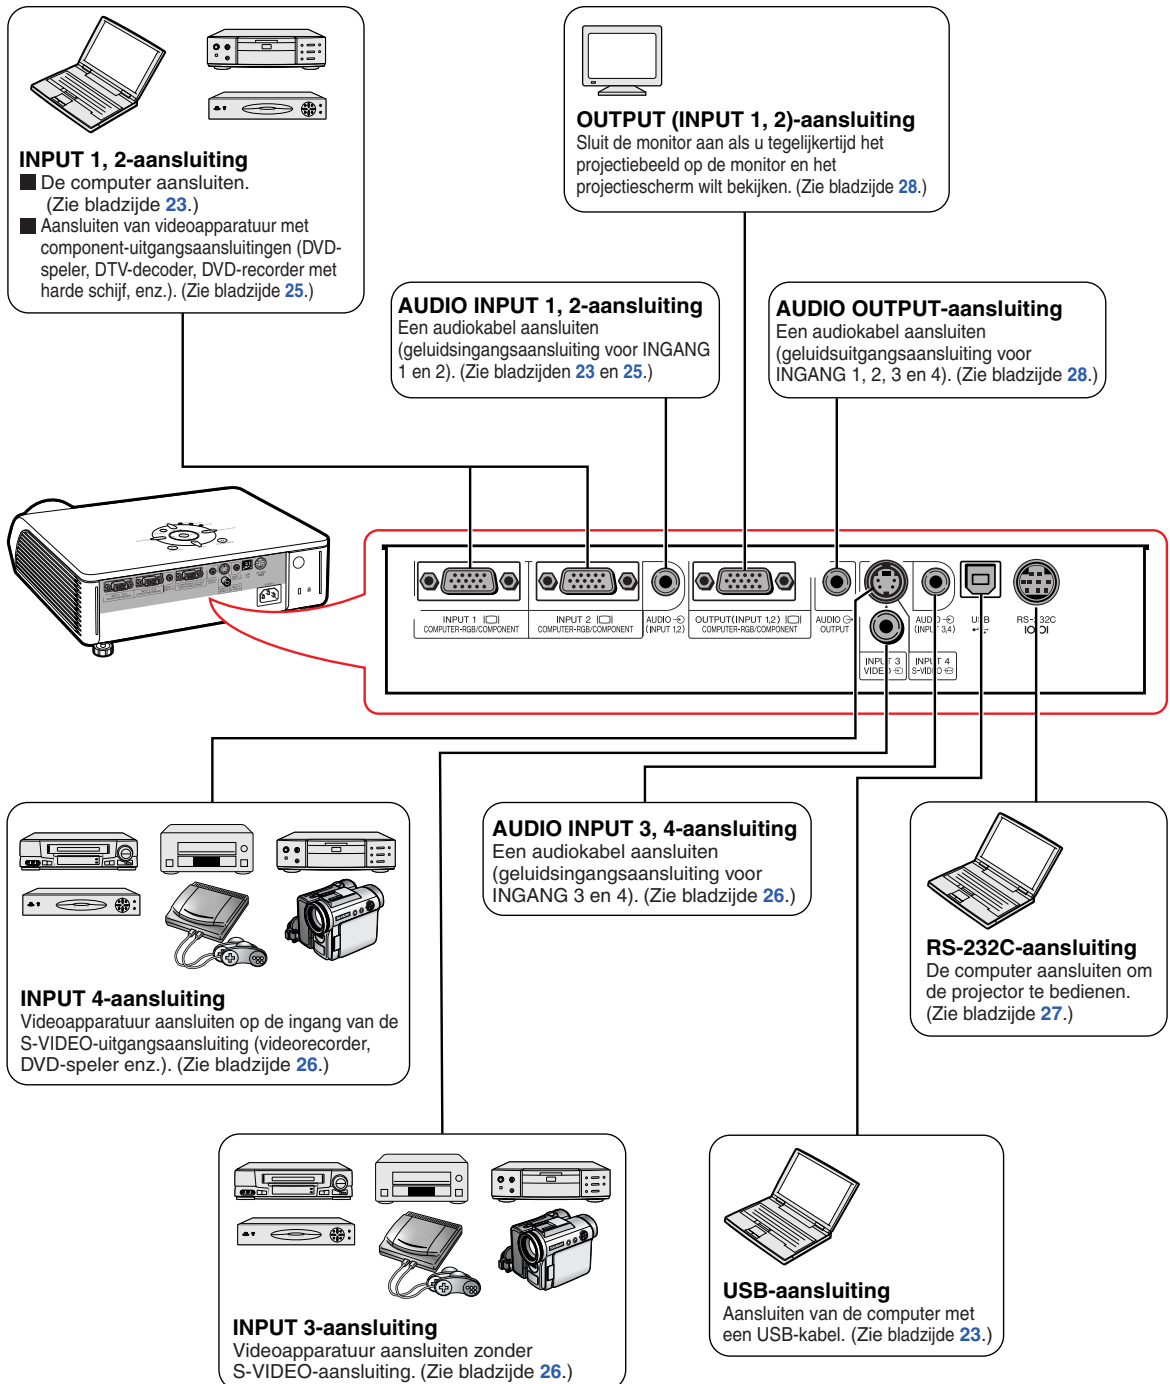 INPUT 1, 2-aansluiting
■ De computer aansluiten.
(Zie bladzijde 23.)
■ Aansluiten van videoapparatuur met
component-uitgangsaansluitingen (DVD-
speler, DTV-decoder, DVD-recorder met
harde schijf, enz.). (Zie bladzijde 25.)
OUTPUT (INPUT 1, 2)-aansluiting
Sluit de monitor aan als u tegelijkertijd het
projectiebeeld op de monitor en het
projectiescherm wilt bekijken. (Zie bladzijde 28.)
AUDIO INPUT 1, 2-aansluiting
Een audiokabel aansluiten
(geluidsingangsaansluiting voor INGANG
1 en 2). (Zie bladzijden 23 en 25.)
AUDIO OUTPUT-aansluiting
Een audiokabel aansluiten
(geluidsuitgangsaansluiting voor
INGANG 1, 2, 3 en 4). (Zie bladzijde 28.)
INPUT 1
COMPUTER-RGB/COMPONENT
INPUT 2
COMPUTER-RGB/COMPONENT
AUDIO
(INPUT 1,2)
OUTPUT(INPUT 1,2)
COMPUTER-RGB/COMPONENT
AUDIO
OUTPUT
INPUT 3
VIDEO
AUDIO
(INPUT 3,4)
INPUT 4
S-VIDEO
USB
RS-232C
INPUT 4-aansluiting
Videoapparatuur aansluiten op de ingang van de
S-VIDEO-uitgangsaansluiting (videorecorder,
DVD-speler enz.). (Zie bladzijde 26.)
AUDIO INPUT 3, 4-aansluiting
Een audiokabel aansluiten
(geluidsingangsaansluiting voor
INGANG 3 en 4). (Zie bladzijde 26.)
RS-232C-aansluiting
De computer aansluiten om
de projector te bedienen.
(Zie bladzijde 27.)
INPUT 3-aansluiting
Videoapparatuur aansluiten zonder
S-VIDEO-aansluiting. (Zie bladzijde 26.)
USB-aansluiting
Aansluiten van de computer met
een USB-kabel. (Zie bladzijde 23.)